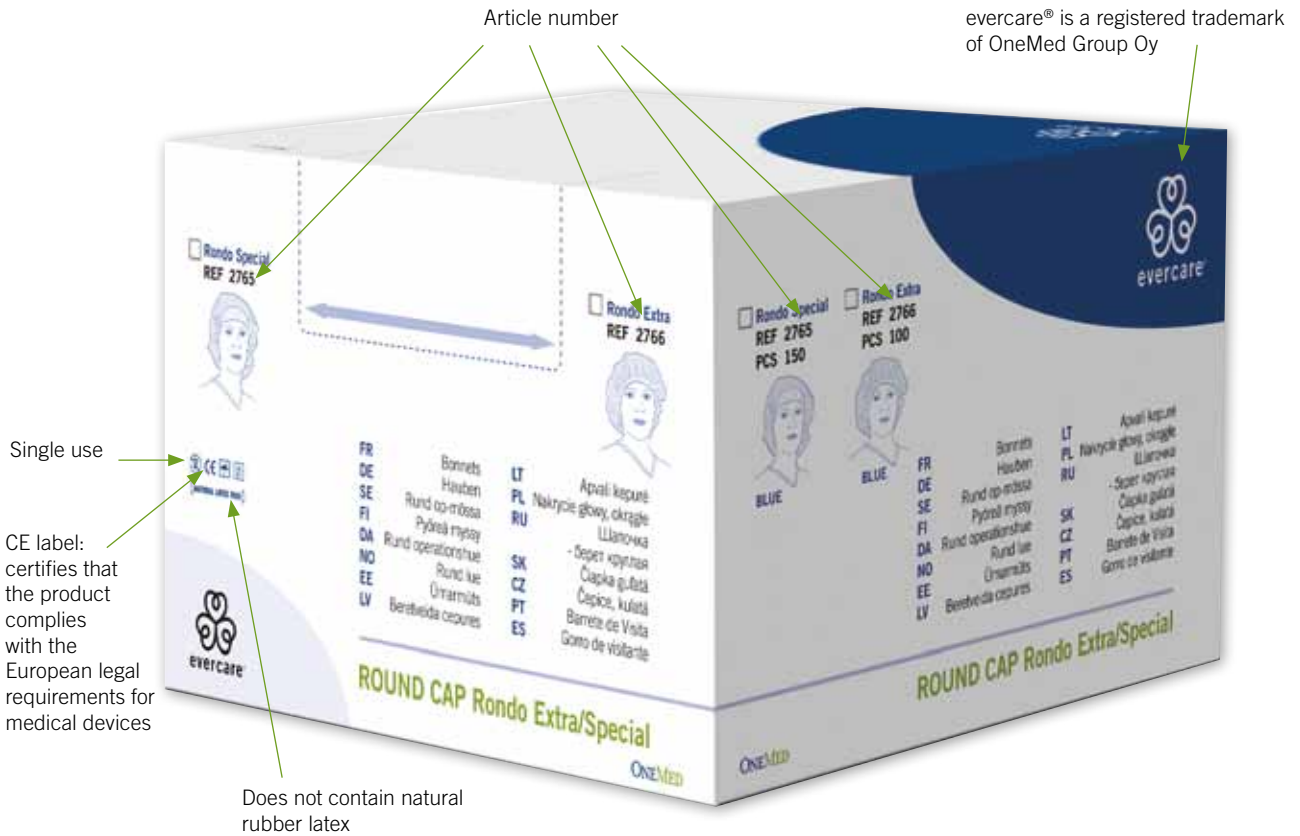 Article number
evercare® is a registered trademark
of OneMed Group Oy
Rondo Special
REF 2765
Rondo Extra
REF 2766
Rondo Special
REF 2765
PCS 150
BLUE
Rondo Extra
REF 2766
PCS 100
BLUE
evercare
Single use
CE
NATURAL LATEX FREE
CE label:
certifies that
the product
complies
with the
European legal
requirements for
medical devices
Does not contain natural
rubber latex
FR Bonnets
DE Hauben
SE Rund op-mössa
FI Pyöreä myssy
DA Rund operationshue
NO Rund lue
EE Ümarmüts
LV Beretveida cepures
LT Apvali kepurė
PL Nakrycie głowy, okrągłe
RU Шапочка
- берет круглая
SK Čiapka guľatá
CZ Čepice, kulatá
PT Barrete de Visita
ES Gorro de visitante
evercare
ROUND CAP Rondo Extra/Special
ONEMED
FR Bonnets
DE Hauben
SE Rund op-mössa
FI Pyöreä myssy
DA Rund operationshue
NO Rund lue
EE Ümarmüts
LV Beretveida cepures
LT Apvali kepurė
PL Nakrycie głowy, okrągłe
RU Шапочка
- берет круглая
SK Čiapka guľatá
CZ Čepice, kulatá
PT Barrete de Visita
ES Gorro de visitante
ROUND CAP Rondo Extra/Special
ONEMED